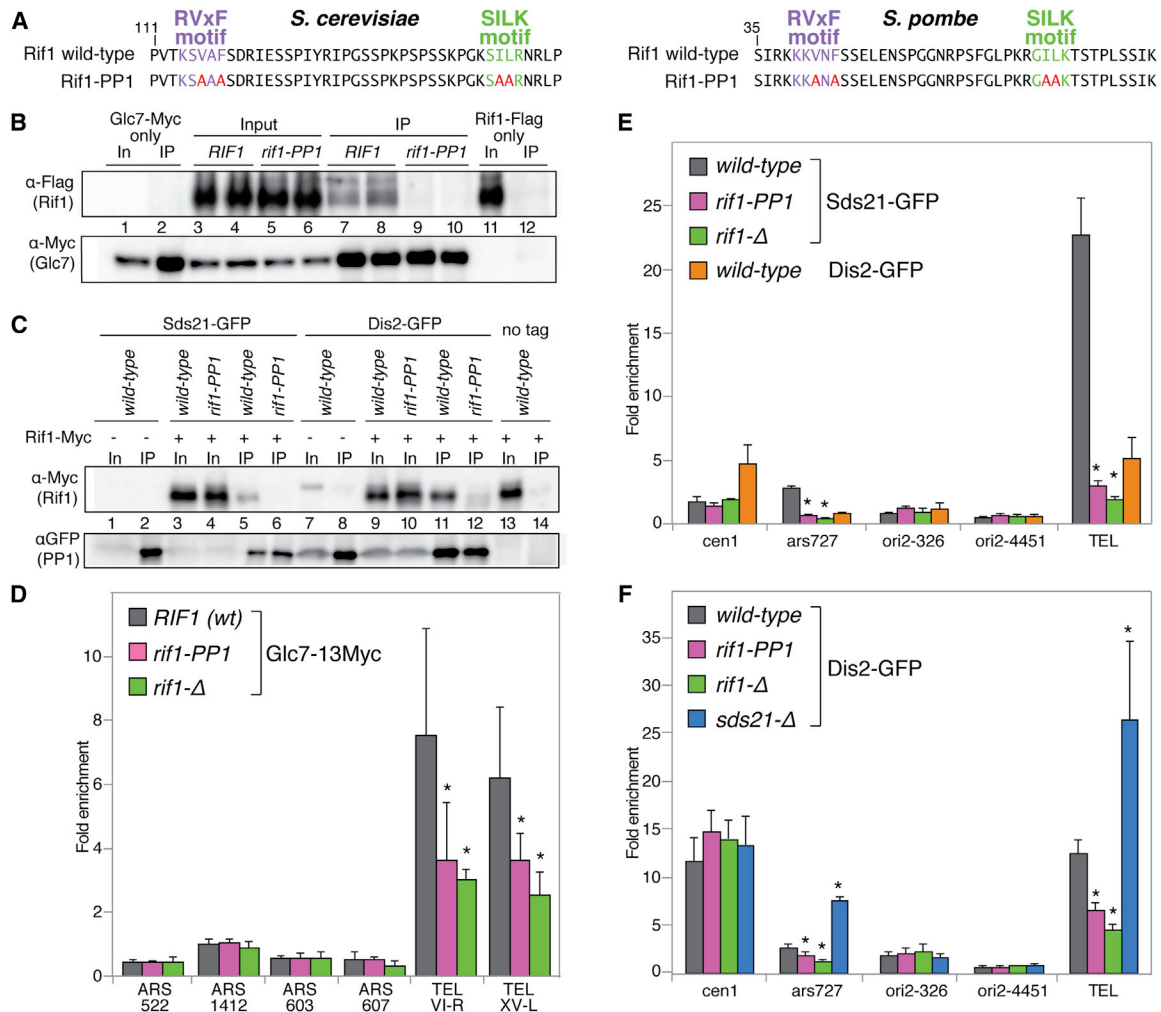 A
RVxF motif
S. cerevisiae
SILK motif
111
Rif1 wild-type PVTKSVAFSDRIESSPIYRIPGSSPKPSPSSKPGKSILRNRLP
Rif1-PP1 PVTKSAAASDRIESSPIYRIPGSSPKPSPSSKPGKSAARNRLP
RVxF motif
S. pombe
SILK motif
35
Rif1 wild-type SIRKKKVNFSSELENSPGGNRPSFGLPKRGILKTSTPLSSIK
Rif1-PP1 SIRKKKANASSELENSPGGNRPSFGLPKRGAAKTSTPLSSIK
B
Glc7-Myc only
Input
IP
Rif1-Flag only
In IP RIF1 rif1-PP1 RIF1 rif1-PP1 In IP
α-Flag (Rif1)
1 2 3 4 5 6 7 8 9 10 11 12
α-Myc (Glc7)
C
Sds21-GFP
Dis2-GFP
no tag
wild-type wild-type rif1-PP1 wild-type rif1-PP1 wild-type wild-type rif1-PP1 wild-type rif1-PP1 wild-type
Rif1-Myc - - + + + + - - + + + + + +
In IP In In IP IP In IP In In IP IP In IP
α-Myc (Rif1)
1 2 3 4 5 6 7 8 9 10 11 12 13 14
αGFP (PP1)
D
RIF1 (wt)
rif1-PP1
rif1-Δ
Glc7-13Myc
Fold enrichment
10
8
6
4
2
0
* * * *
ARS 522
ARS 1412
ARS 603
ARS 607
TEL VI-R
TEL XV-L
E
wild-type
rif1-PP1
rif1-Δ
Sds21-GFP
wild-type Dis2-GFP
Fold enrichment
25
20
15
10
5
0
* * * *
cen1 ars727 ori2-326 ori2-4451 TEL
F
wild-type
rif1-PP1
rif1-Δ
sds21-Δ
Dis2-GFP
Fold enrichment
35
30
25
20
15
10
5
0
* * * * * *
cen1 ars727 ori2-326 ori2-4451 TEL